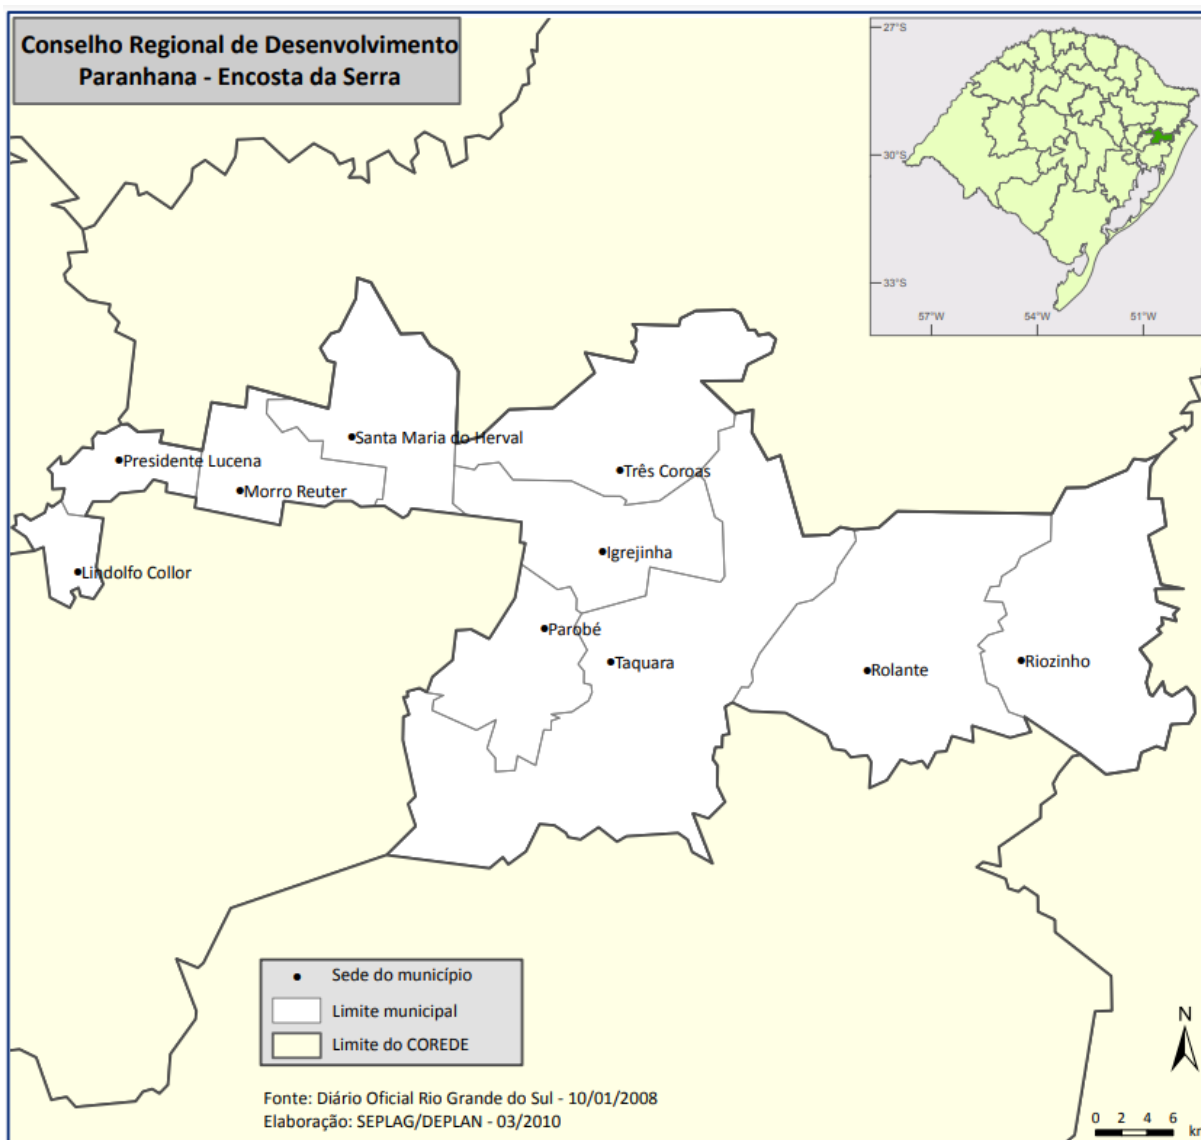 Conselho Regional de Desenvolvimento
Paranhana - Encosta da Serra
27°S
30°S
33°S
57°W
54°W
51°W
Santa Maria do Herval
Presidente Lucena
Três Coroas
Morro Reuter
Igrejinha
Lindolfo Collor
Parobé
Taquara
Rolante
Riozinho
Sede do município
Limite municipal
Limite do COREDE
Fonte: Diário Oficial Rio Grande do Sul - 10/01/2008
Elaboração: SEPLAG/DEPLAN - 03/2010
N
0 2 4 6
km